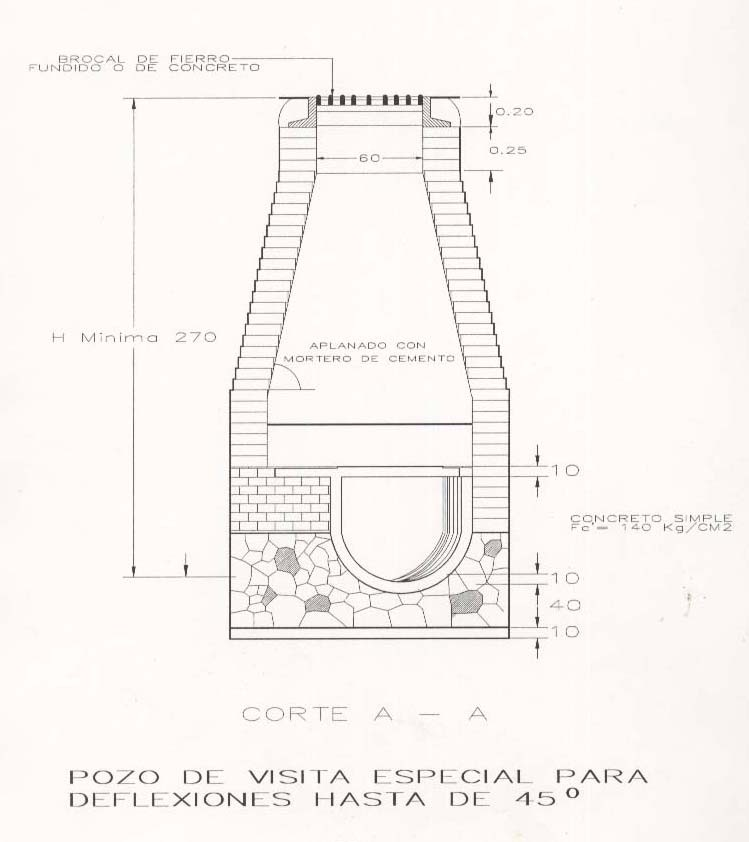 BROCAL DE FIERRO
FUNDIDO O DE CONCRETO
0.20
0.25
60
H Minima 270
APLANADO CON
MORTERO DE CEMENTO
10
CONCRETO SIMPLE
Fc'= 140 Kg/CM2
10
40
10
CORTE A - A
POZO DE VISITA ESPECIAL PARA
DEFLEXIONES HASTA DE 45º